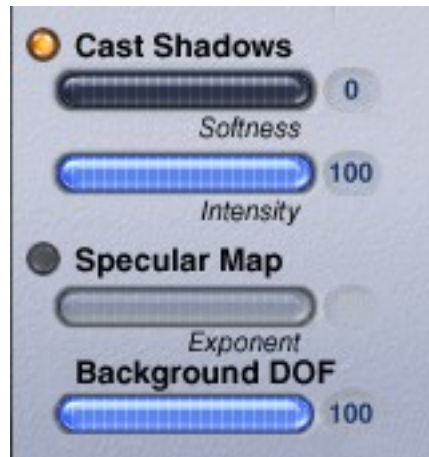 Cast Shadows
0
Softness
100
Intensity
Specular Map
Exponent
Background DOF
100